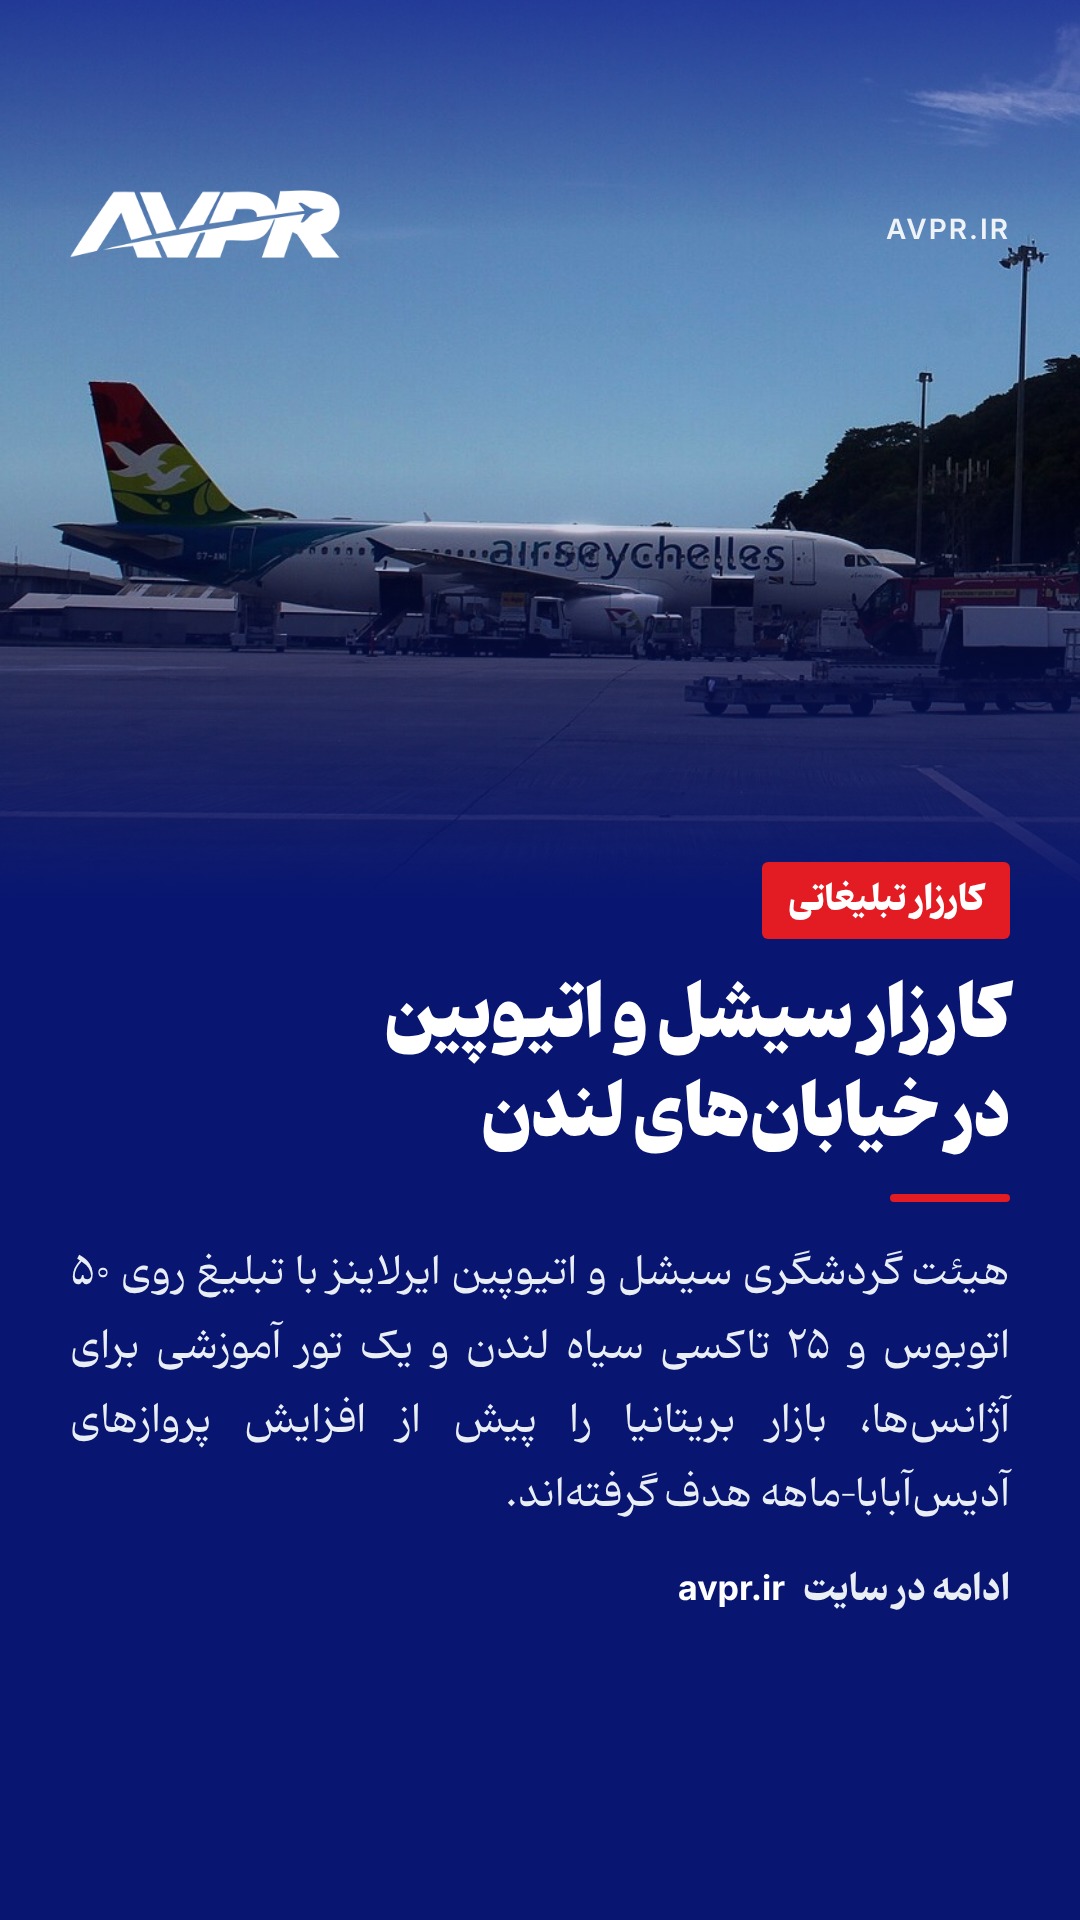 AVPR
AVPR.IR
S7-AMI
airseychelles
کارزار تبلیغاتی
کارزار سیشل و اتیوپین
در خیابان‌های لندن
هیئت گردشگری سیشل و اتیوپین ایرلاینز با تبلیغ روی ۵۰
اتوبوس و ۲۵ تاکسی سیاه لندن و یک تور آموزشی برای
آژانس‌ها، بازار بریتانیا را پیش از افزایش پروازهای
آدیس‌آبابا-ماهه هدف گرفته‌اند.
ادامه در سایت avpr.ir